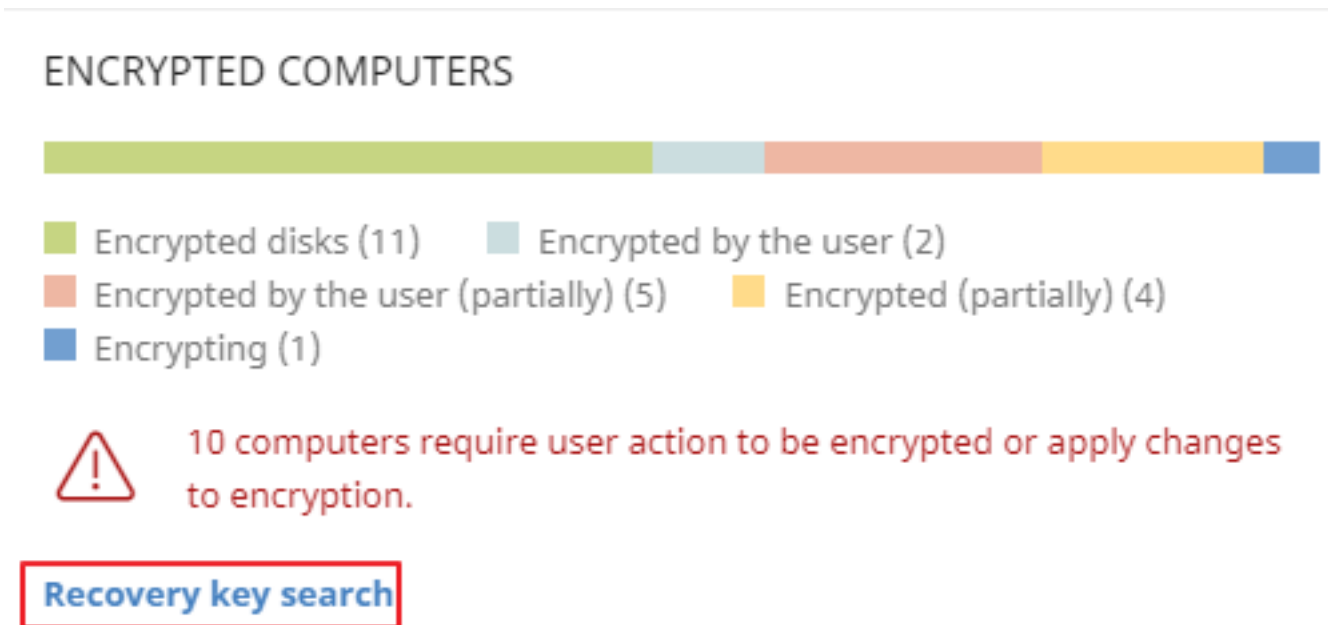 ENCRYPTED COMPUTERS
Encrypted disks (11) Encrypted by the user (2)
Encrypted by the user (partially) (5) Encrypted (partially) (4)
Encrypting (1)
10 computers require user action to be encrypted or apply changes
to encryption.
Recovery key search